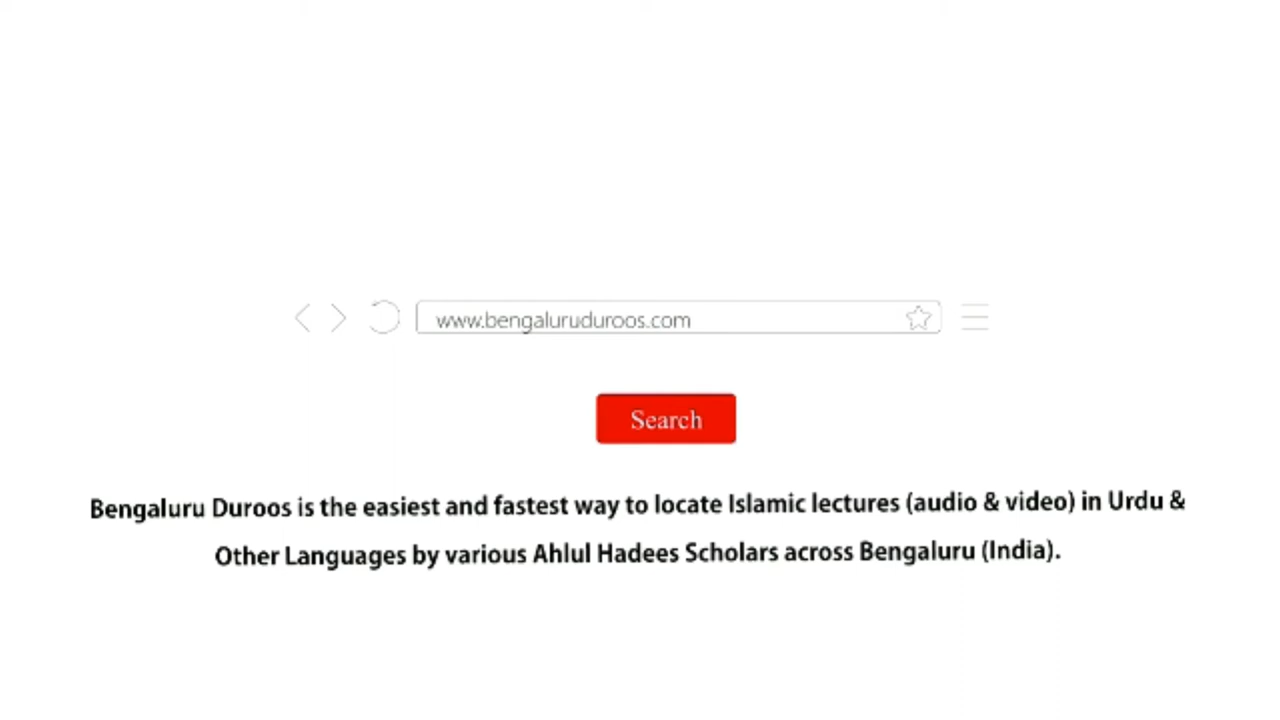 www.bengaluruduroos.com
Search
Bengaluru Duroos is the easiest and fastest way to locate Islamic lectures (audio & video) in Urdu &
Other Languages by various Ahlul Hadees Scholars across Bengaluru (India).